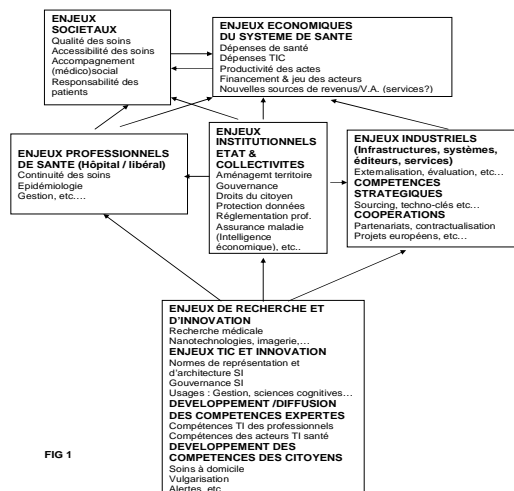 ENJEUX
SOCIETAUX
Qualité des soins
Accessibilité des soins
Accompagnement
(médico)social
Responsabilité des
patients
ENJEUX ECONOMIQUES
DU SYSTEME DE SANTE
Dépenses de santé
Dépenses TIC
Productivité des actes
Financement & jeu des acteurs
Nouvelles sources de revenus/V.A. (services?)
ENJEUX PROFESSIONNELS
DE SANTE (Hôpital / libéral)
Continuité des soins
Epidémiologie
Gestion, etc....
ENJEUX
INSTITUTIONNELS
ETAT &
COLLECTIVITES
Aménagemt territoire
Gouvernance
Droits du citoyen
Protection données
Réglementation prof.
Assurance maladie
(Intelligence
économique), etc..
ENJEUX INDUSTRIELS
(Infrastructures, systèmes,
éditeurs, services)
Externalisation, évaluation, etc...
COMPETENCES
STRATEGIQUES
Sourcing, techno-clés etc...
COOPÉRATIONS
Partenariats, contractualisation
Projets européens, etc...
ENJEUX DE RECHERCHE ET
D'INNOVATION
Recherche médicale
Nanotechnologies, imagerie,...
ENJEUX TIC ET INNOVATION
Normes de représentation et
d'architecture SI
Gouvernance SI
Usages : Gestion, sciences cognitives...
DEVELOPPEMENT /DIFFUSION
DES COMPETENCES EXPERTES
Compétences TI des professionnels
Compétences des acteurs TI santé
DEVELOPPEMENT DES
COMPETENCES DES CITOYENS
Soins à domicile
Vulgarisation
Alertes, etc
FIG 1